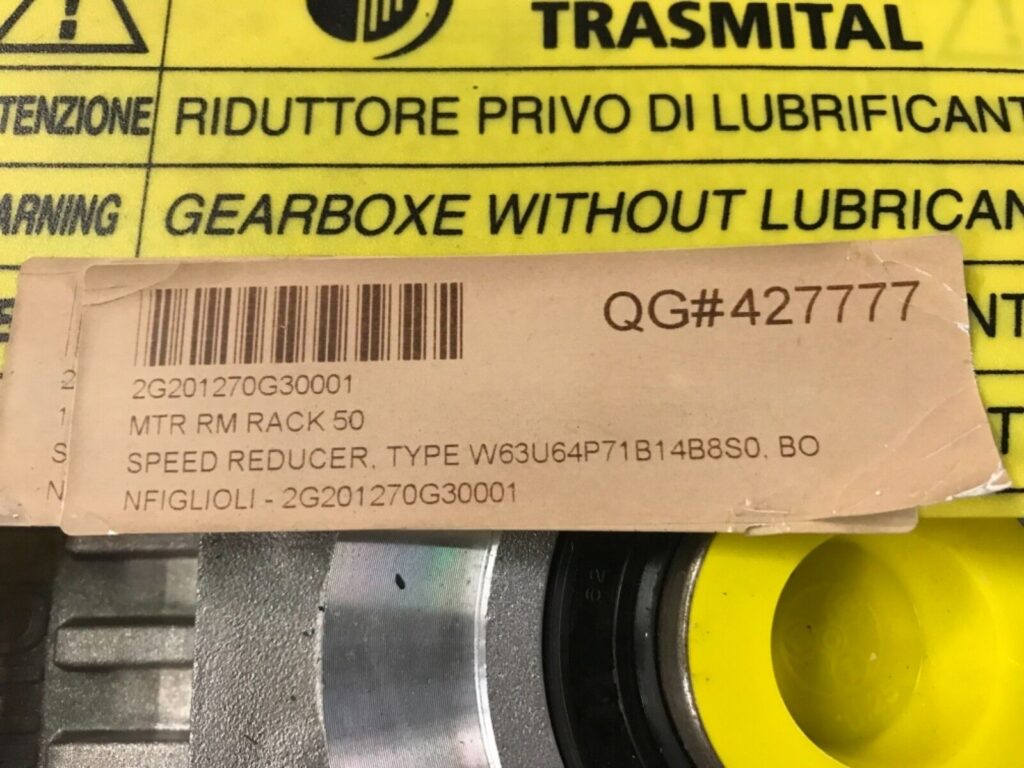 TRASMITAL
TENZIONE RIDUTTORE PRIVO DI LUBRIFICANT
ARNING GEARBOXE WITHOUT LUBRICAN
QG#427777
2G201270G30001
MTR RM RACK 50
SPEED REDUCER, TYPE W63U64P71B14B8S0, BO
NFIGLIOLI - 2G201270G30001
62